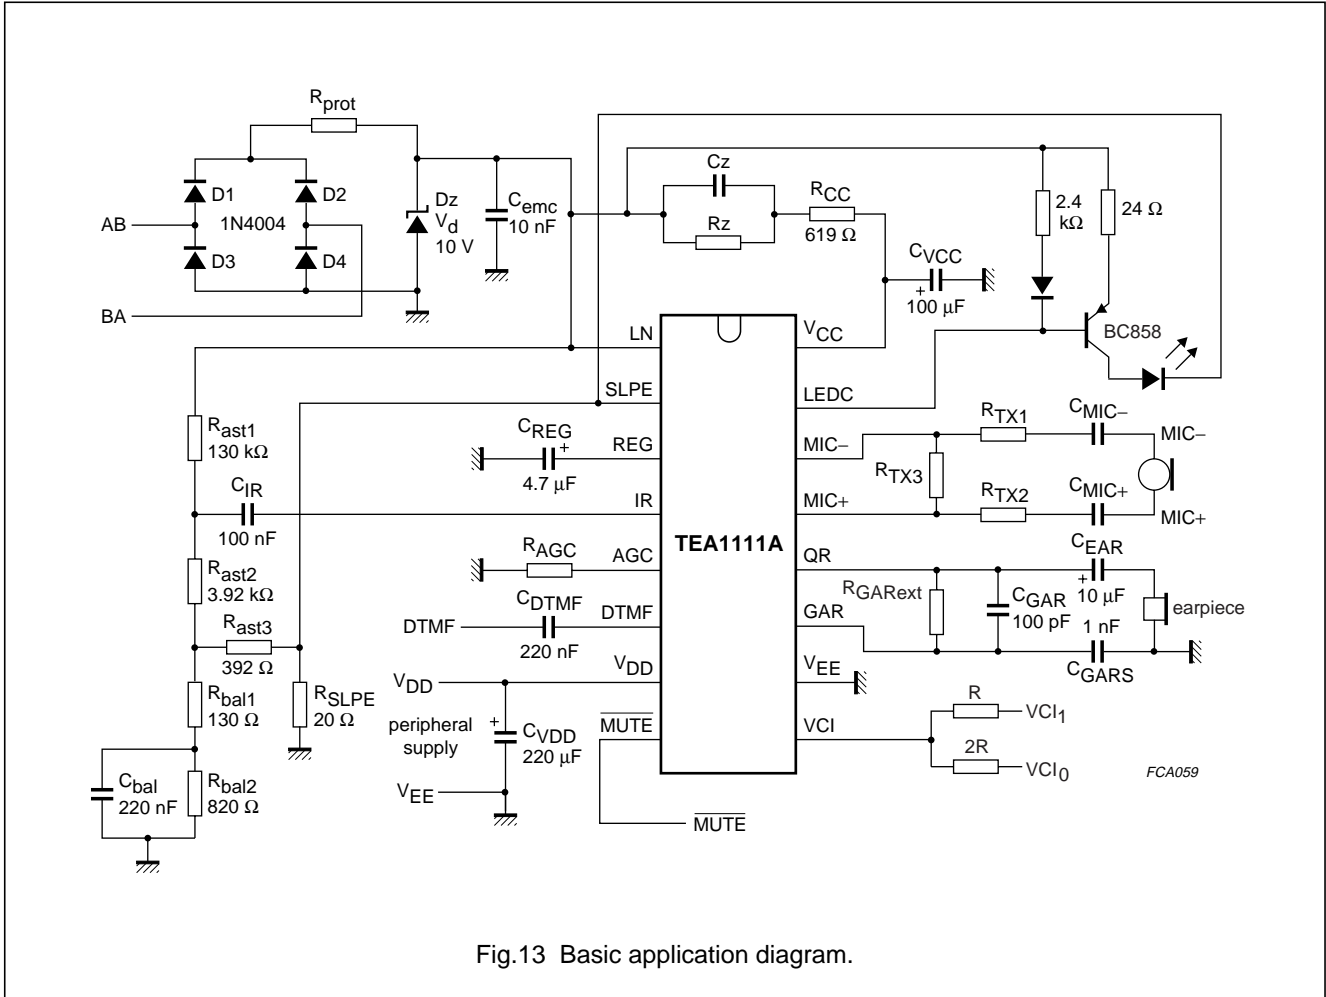 Rprot
D1
D2
AB
1N4004
D3
D4
BA
Dz
Vd
10 V
Cemc
10 nF
Cz
Rz
RCC
619 Ω
CVCC
+
100 μF
2.4
kΩ
24 Ω
BC858
LN
SLPE
REG
IR
AGC
DTMF
VDD
MUTE
TEA1111A
VCC
LEDC
MIC−
MIC+
QR
GAR
VEE
VCI
Rast1
130 kΩ
CREG
+
4.7 μF
CIR
100 nF
RAGC
Rast2
3.92 kΩ
CDTMF
DTMF
220 nF
Rast3
392 Ω
Rbal1
130 Ω
RSLPE
20 Ω
VDD
peripheral
supply
+
CVDD
220 μF
VEE
Cbal
220 nF
Rbal2
820 Ω
MUTE
RTX1
CMIC−
MIC−
RTX3
RTX2
CMIC+
MIC+
CEAR
+
10 μF
RGARext
CGAR
100 pF
earpiece
1 nF
CGARS
R
VCI1
2R
VCI0
FCA059
Fig.13 Basic application diagram.